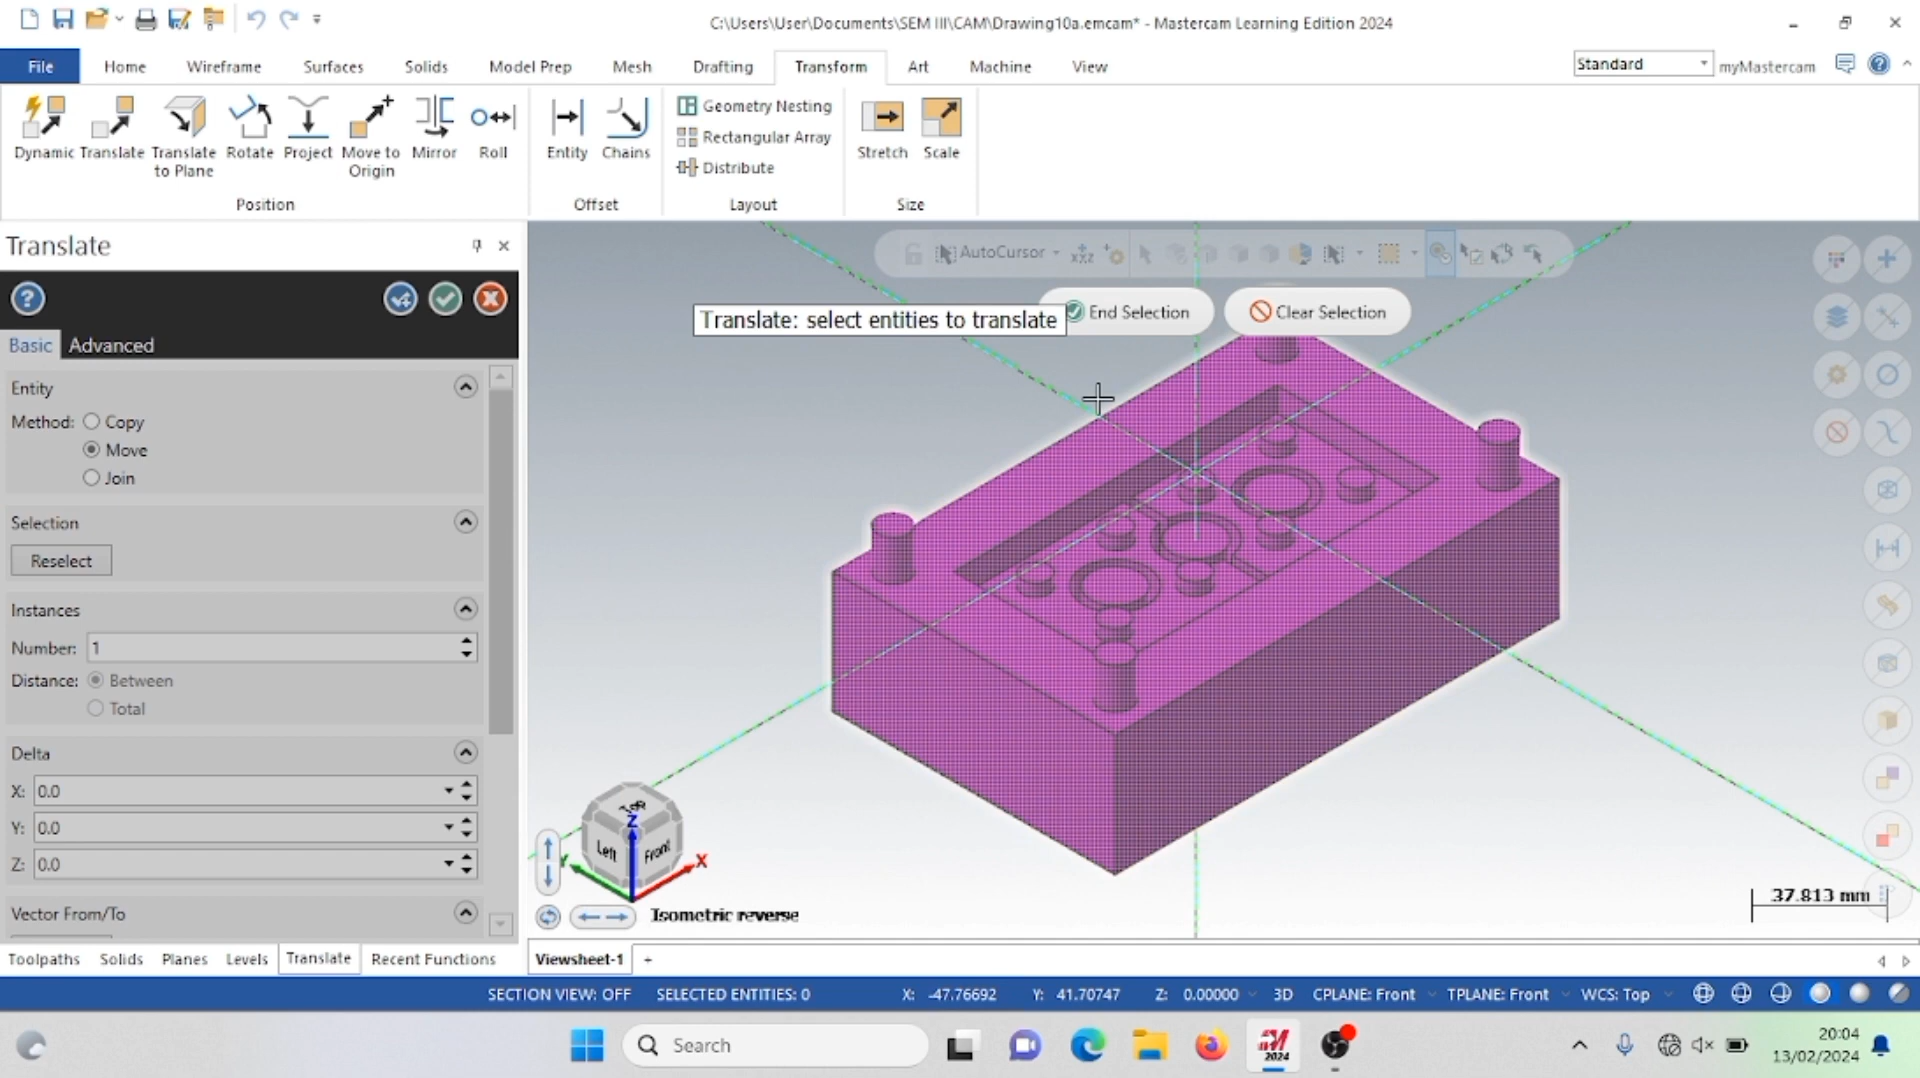 C:\Users\User\Documents\SEM III\CAM\Drawing10a.emcam* - Mastercam Learning Edition 2024
File Home Wireframe Surfaces Solids Model Prep Mesh Drafting Transform Art Machine View Standard myMastercam
Dynamic Translate Translate to Plane Rotate Project Move to Origin Mirror Roll
Position
Entity Chains
Offset
Geometry Nesting
Rectangular Array
Distribute
Layout
Stretch Scale
Size
Translate
Basic Advanced
Entity
Method: Copy
Move
Join
Selection
Reselect
Instances
Number: 1
Distance: Between
Total
Delta
X: 0.0
Y: 0.0
Z: 0.0
Vector From/To
AutoCursor
Translate: select entities to translate
End Selection
Clear Selection
Top
Z
Left Front
Y
X
Isometric reverse
37.813 mm
Toolpaths Solids Planes Levels Translate Recent Functions
Viewsheet-1 +
SECTION VIEW: OFF SELECTED ENTITIES: 0 X: -47.76692 Y: 41.70747 Z: 0.00000 3D CPLANE: Front TPLANE: Front WCS: Top
Search
2024
20:04
13/02/2024